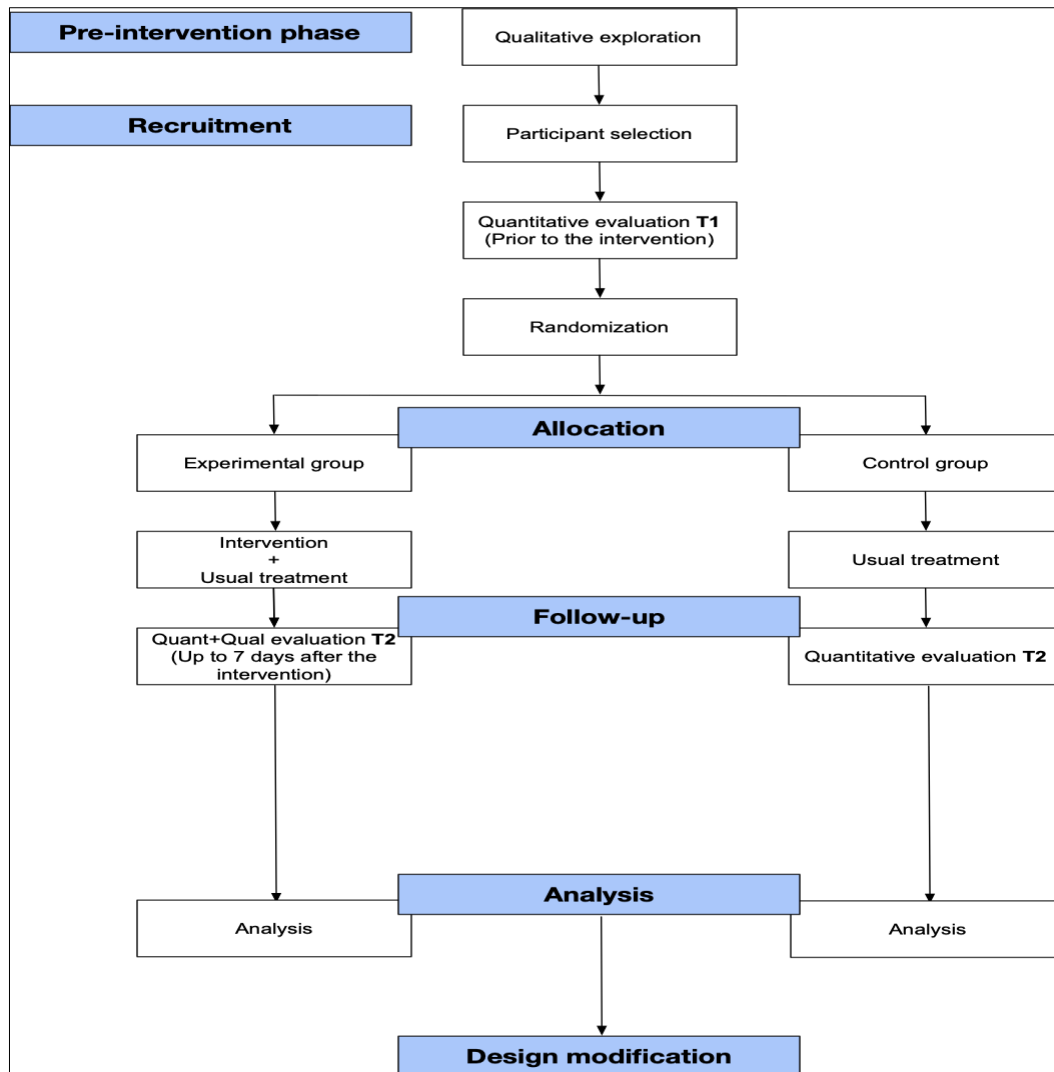 Pre-intervention phase
Qualitative exploration
Recruitment
Participant selection
Quantitative evaluation T1
(Prior to the intervention)
Randomization
Allocation
Experimental group
Control group
Intervention
+
Usual treatment
Usual treatment
Follow-up
Quant+Qual evaluation T2
(Up to 7 days after the
intervention)
Quantitative evaluation T2
Analysis
Analysis
Analysis
Design modification